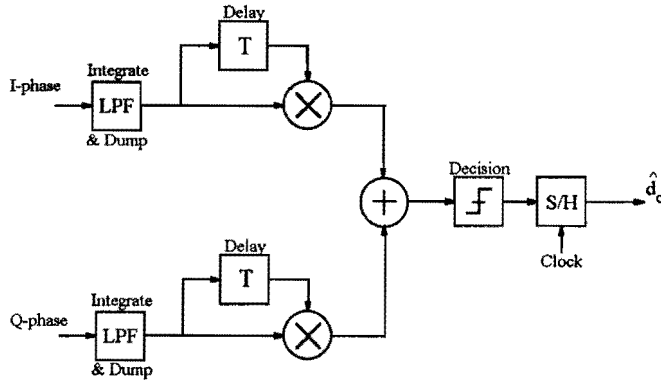 Delay
T
Integrate
I-phase
LPF
& Dump
Decision
S/H
d̂
Clock
Delay
T
Integrate
Q-phase
LPF
& Dump